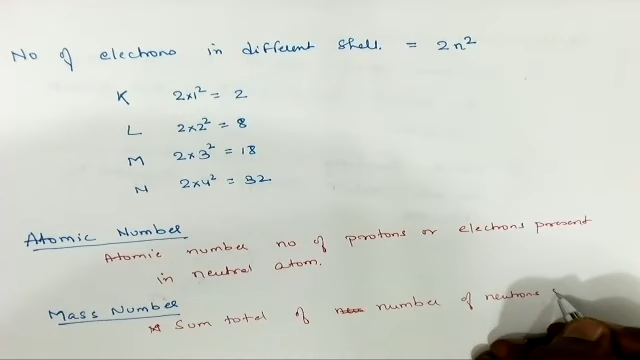 No of electrons in different shell. = 2n²
K 2×1² = 2
L 2×2² = 8
M 2×3² = 18
N 2×4² = 32
Atomic Number
Atomic number no of protons or electrons present
in neutral atom.
Mass Number
Sum total of number of neutrons